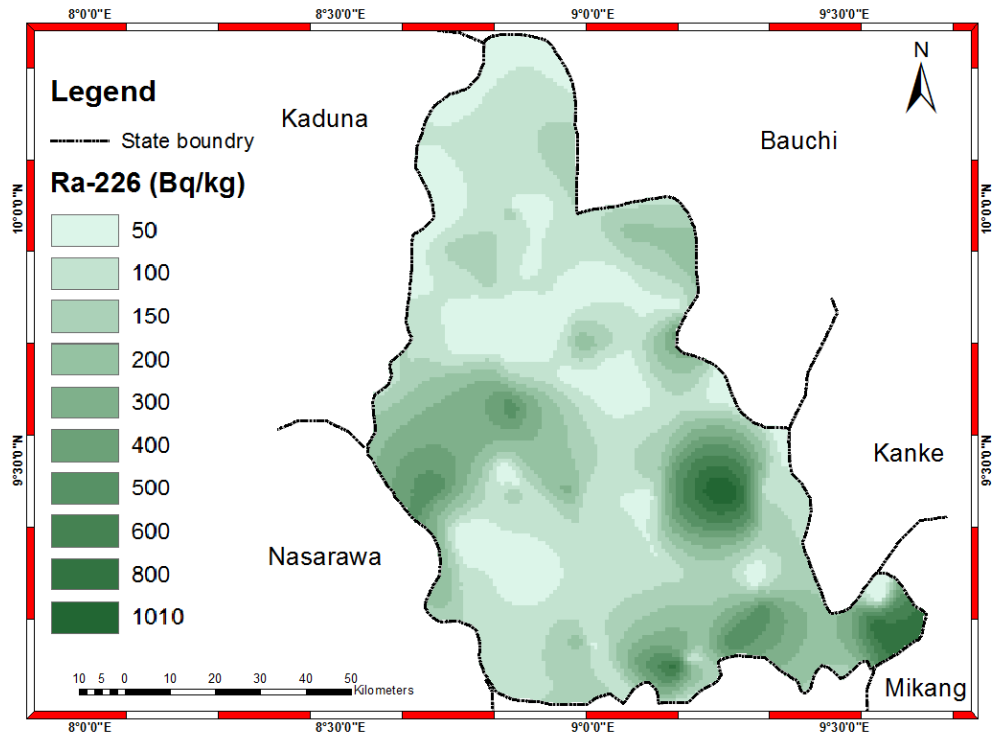 8°0'0"E 8°30'0"E 9°0'0"E 9°30'0"E
N
Legend
State boundry
Ra-226 (Bq/kg)
50
100
150
200
300
400
500
600
800
1010
Kaduna
Bauchi
Kanke
Nasarawa
Mikang
10°0'0"N
10°0'0"N
9°30'0"N
9°30'0"N
10 5 0 10 20 30 40 50
Kilometers
8°0'0"E 8°30'0"E 9°0'0"E 9°30'0"E